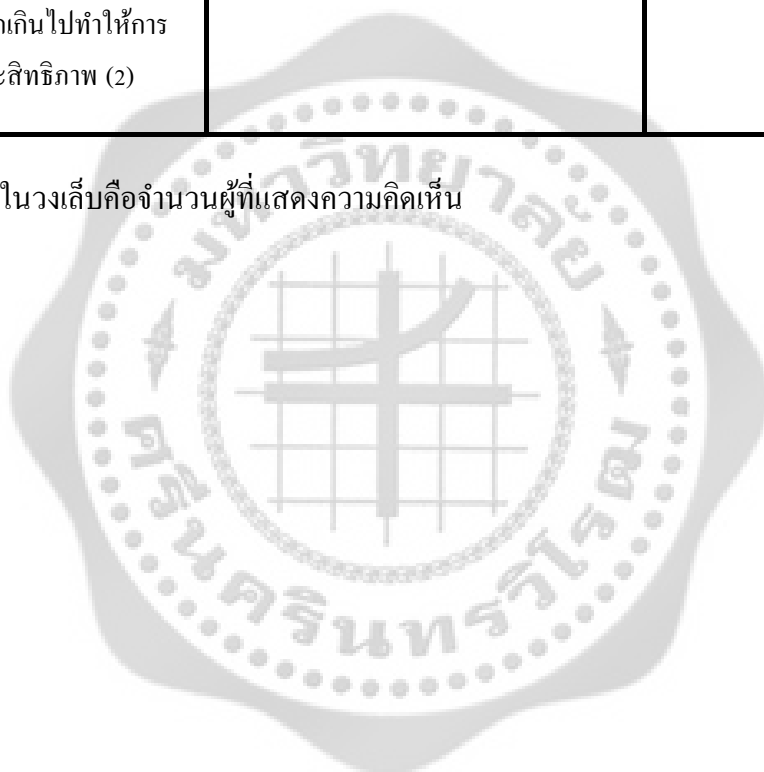 กเกินไปทำให้การ
ะสิทธิภาพ (2)
ในวงเล็บคือจำนวนผู้ที่แสดงความคิดเห็น
มหาวิทยาลัย
ศรีนครินทรวิโรฒ